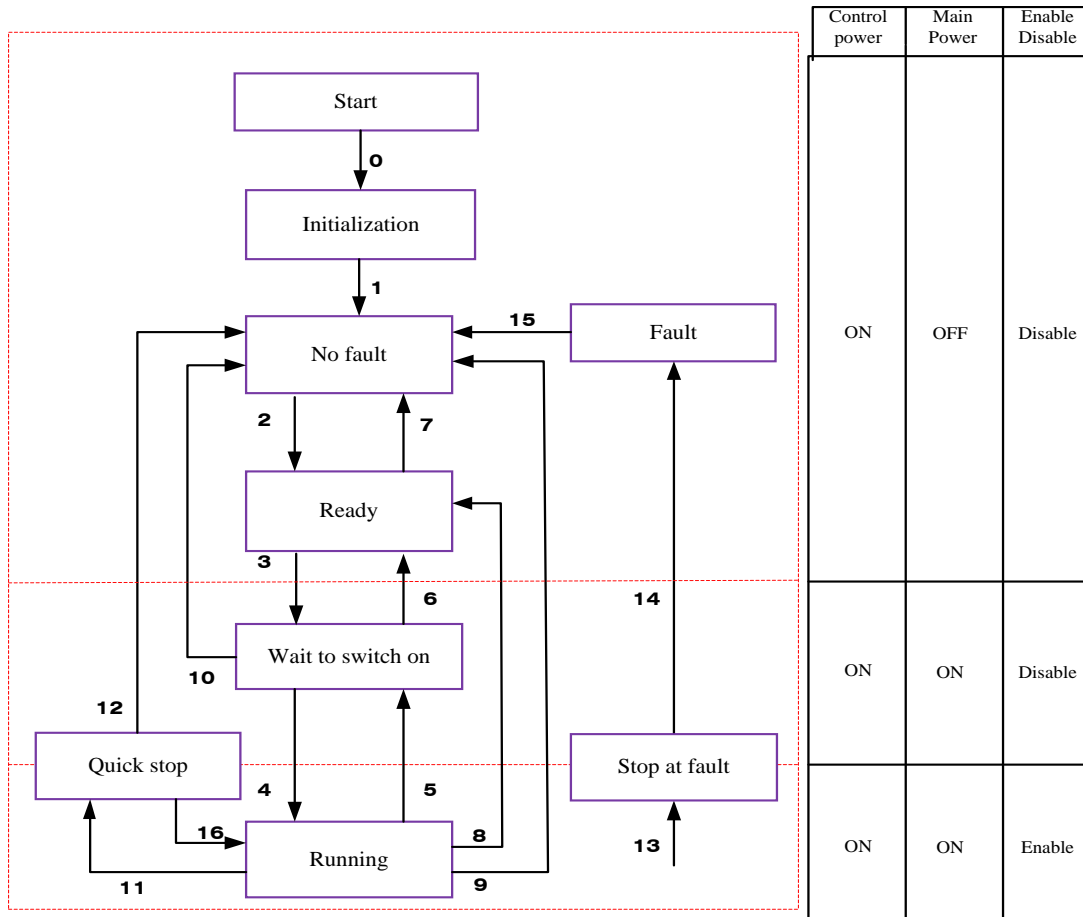 Control
power
Main
Power
Enable
Disable
Start
0
Initialization
1
15
No fault
Fault
ON
OFF
Disable
2
7
Ready
3
6
14
Wait to switch on
10
ON
ON
Disable
12
Quick stop
Stop at fault
4
5
16
8
13
Running
11
9
ON
ON
Enable